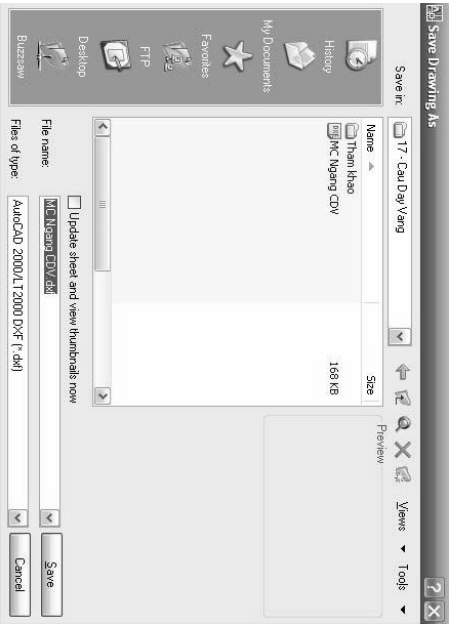 Save Drawing As
Save in:
17 - Cau Day Vang
Views
Tools
History
My Documents
Favorites
FTP
Desktop
Buzzsaw
Name
Size
Tham khao
MC Ngang CDV
168 KB
Preview
Update sheet and view thumbnails now
File name:
MC Ngang CDV.dxf
Save
Files of type:
AutoCAD 2000/LT2000 DXF (*.dxf)
Cancel